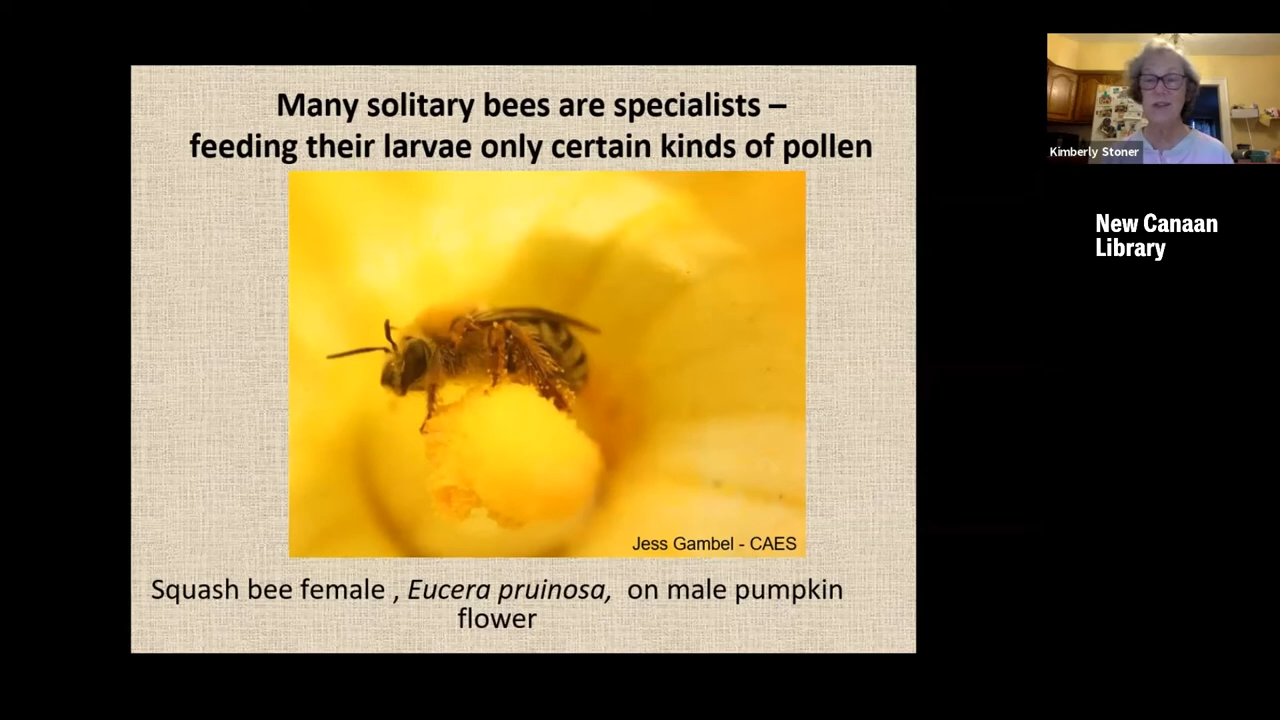 Many solitary bees are specialists –
feeding their larvae only certain kinds of pollen
Jess Gambel - CAES
Squash bee female , Eucera pruinosa, on male pumpkin
flower
Kimberly Stoner
New Canaan
Library